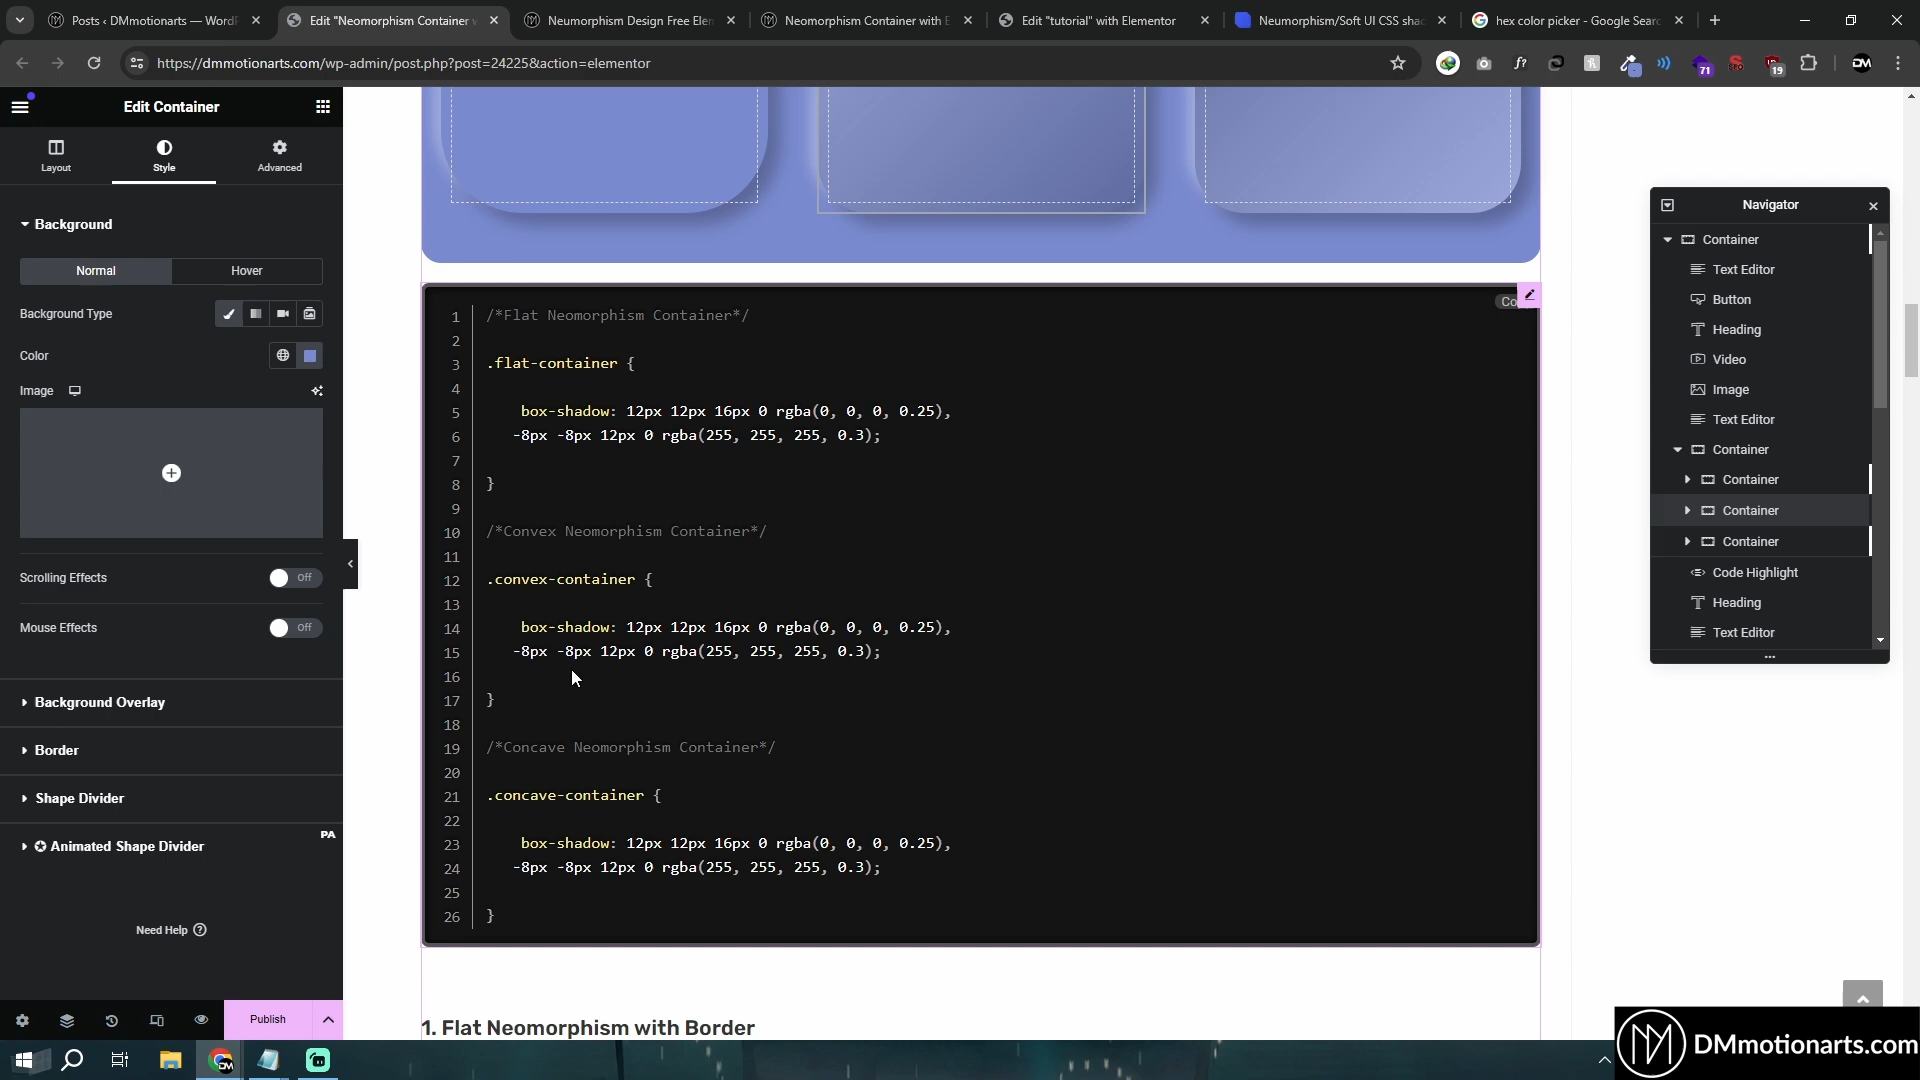 Posts ‹ DMmotionarts — WordP
Edit "Neomorphism Container w
Neumorphism Design Free Elem
Neomorphism Container with E
Edit "tutorial" with Elementor
Neumorphism/Soft UI CSS shad
hex color picker - Google Searc
https://dmmotionarts.com/wp-admin/post.php?post=24225&action=elementor
71
19
Edit Container
Layout
Style
Advanced
Background
Normal
Hover
Background Type
Color
Image
Scrolling Effects
Off
Mouse Effects
Off
Background Overlay
Border
Shape Divider
PA
Animated Shape Divider
Need Help
Publish
Co
1 /*Flat Neomorphism Container*/
2
3 .flat-container {
4
5 box-shadow: 12px 12px 16px 0 rgba(0, 0, 0, 0.25),
6 -8px -8px 12px 0 rgba(255, 255, 255, 0.3);
7
8 }
9
10 /*Convex Neomorphism Container*/
11
12 .convex-container {
13
14 box-shadow: 12px 12px 16px 0 rgba(0, 0, 0, 0.25),
15 -8px -8px 12px 0 rgba(255, 255, 255, 0.3);
16
17 }
18
19 /*Concave Neomorphism Container*/
20
21 .concave-container {
22
23 box-shadow: 12px 12px 16px 0 rgba(0, 0, 0, 0.25),
24 -8px -8px 12px 0 rgba(255, 255, 255, 0.3);
25
26 }
1. Flat Neomorphism with Border
Navigator
Container
Text Editor
Button
Heading
Video
Image
Text Editor
Container
Container
Container
Container
Code Highlight
Heading
Text Editor
DMmotionarts.com